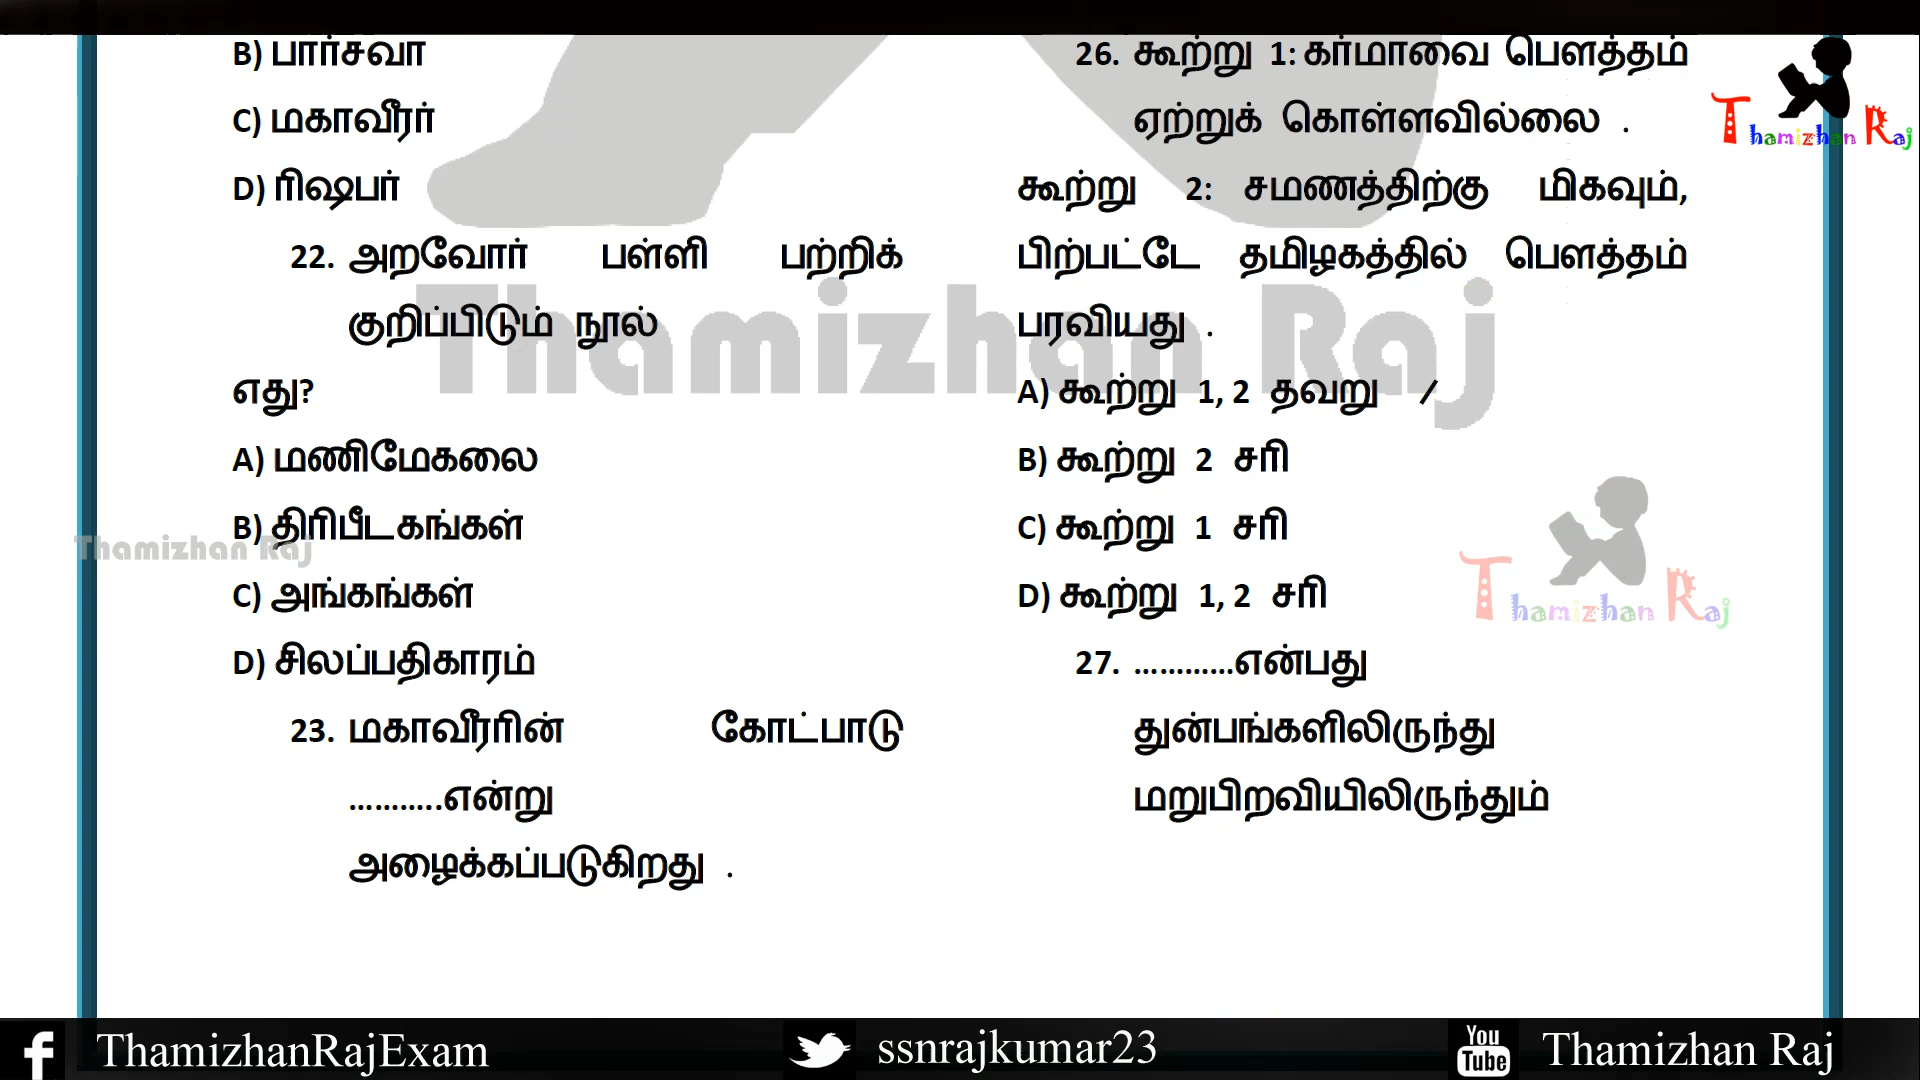 B) பார்சவா
C) மகாவீரர்
D) ரிஷபர்
22. அறவோர் பள்ளி பற்றிக்
குறிப்பிடும் நூல்
எது?
A) மணிமேகலை
B) திரிபீடகங்கள்
C) அங்கங்கள்
D) சிலப்பதிகாரம்
23. மகாவீரரின் கோட்பாடு
………..என்று
அழைக்கப்படுகிறது .
26. கூற்று 1: கர்மாவை பௌத்தம்
ஏற்றுக் கொள்ளவில்லை .
கூற்று 2: சமணத்திற்கு மிகவும்,
பிற்பட்டே தமிழகத்தில் பௌத்தம்
பரவியது .
A) கூற்று 1, 2 தவறு /
B) கூற்று 2 சரி
C) கூற்று 1 சரி
D) கூற்று 1, 2 சரி
27. …………என்பது
துன்பங்களிலிருந்து
மறுபிறவியிலிருந்தும்
Thamizhan Raj
Thamizhan Raj
Thamizhan Raj
Thamizhan Raj
ThamizhanRajExam
ssnrajkumar23
You Tube
Thamizhan Raj